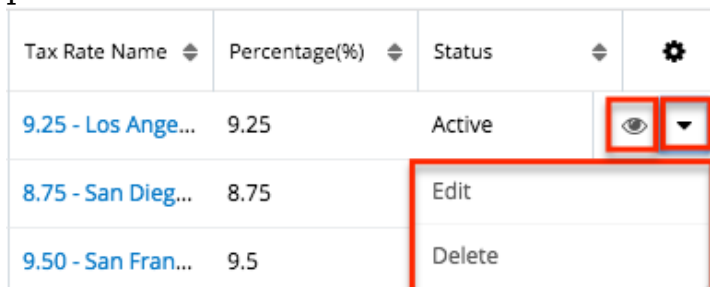 Tax Rate Name Percentage(%) Status
9.25 - Los Ange... 9.25 Active
8.75 - San Dieg... 8.75 Edit
9.50 - San Fran... 9.5 Delete